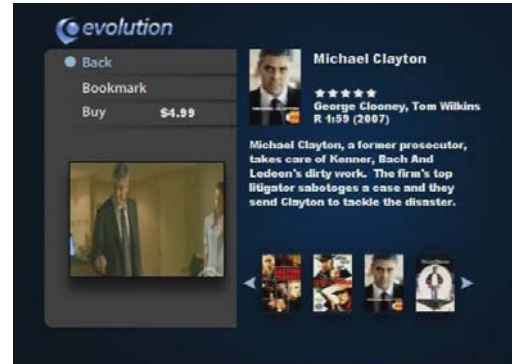 evolution
Back
Bookmark
Buy $4.99
Michael Clayton
George Clooney, Tom Wilkins
R 1:59 (2007)
Michael Clayton, a former prosecutor,
takes care of Kenner, Bach And
Ledeen's dirty work. The firm's top
litigator sabotoges a case and they
send Clayton to tackle the disaster.